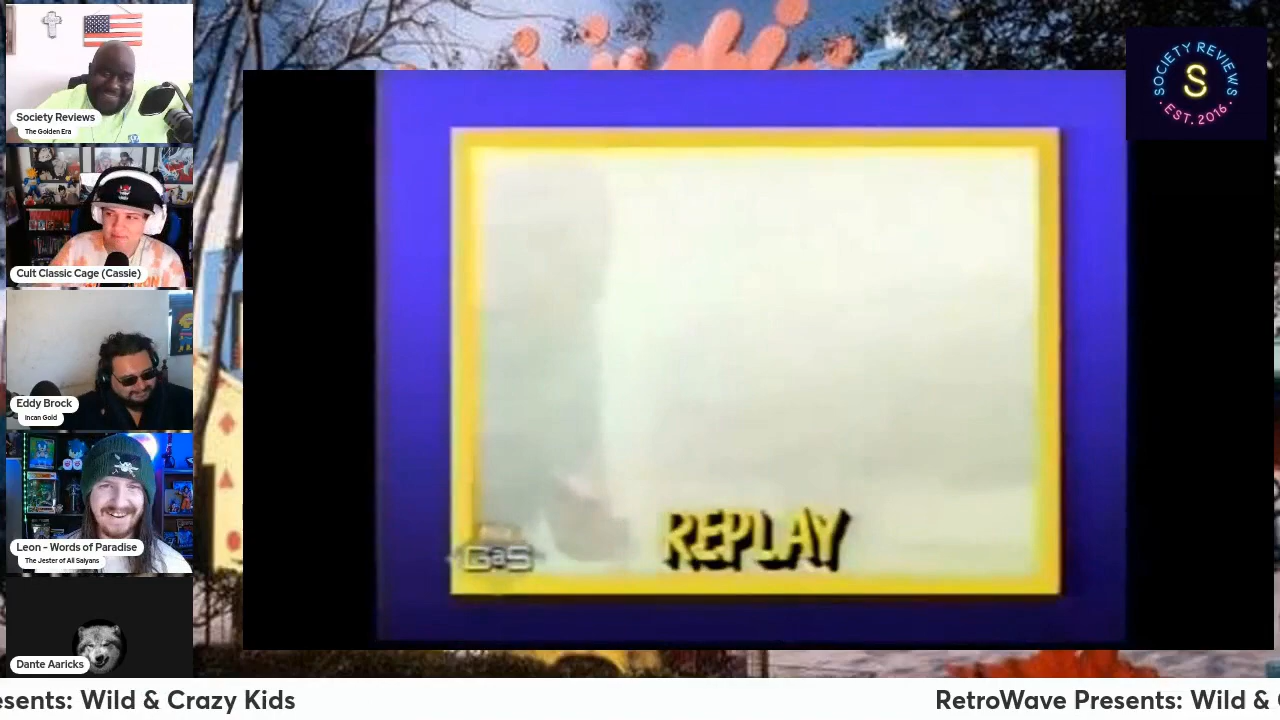 Society Reviews
The Golden Era
Cult Classic Cage (Cassie)
Eddy Brock
Incan Gold
Leon - Words of Paradise
The Jester of All Saiyans
Dante Aaricks
SOCIETY REVIEWS
S
· EST. 2016 ·
REPLAY
GaS
esents: Wild & Crazy Kids
RetroWave Presents: Wild & C